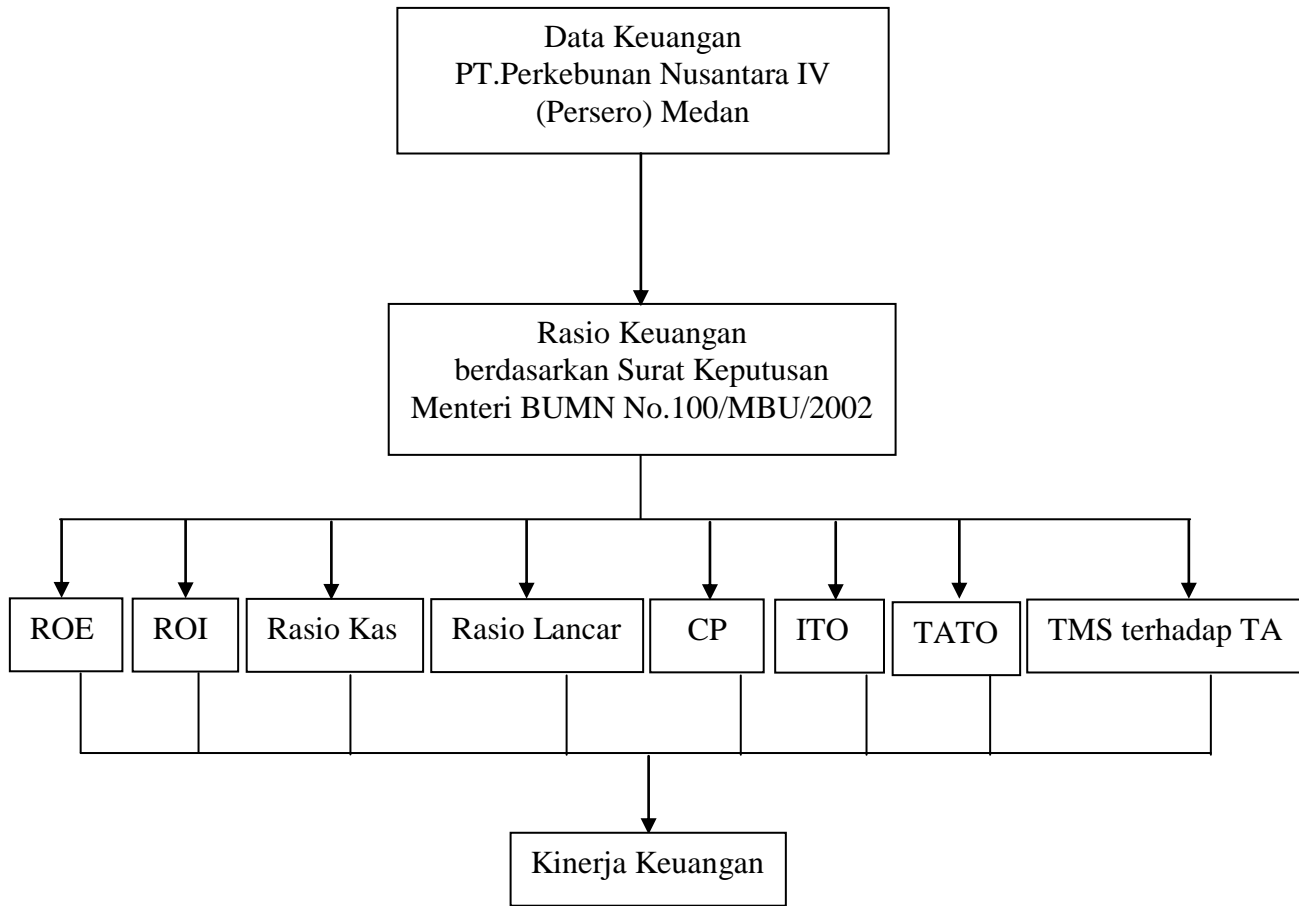 Data Keuangan
PT.Perkebunan Nusantara IV
(Persero) Medan
Rasio Keuangan
berdasarkan Surat Keputusan
Menteri BUMN No.100/MBU/2002
ROE
ROI
Rasio Kas
Rasio Lancar
CP
ITO
TATO
TMS terhadap TA
Kinerja Keuangan